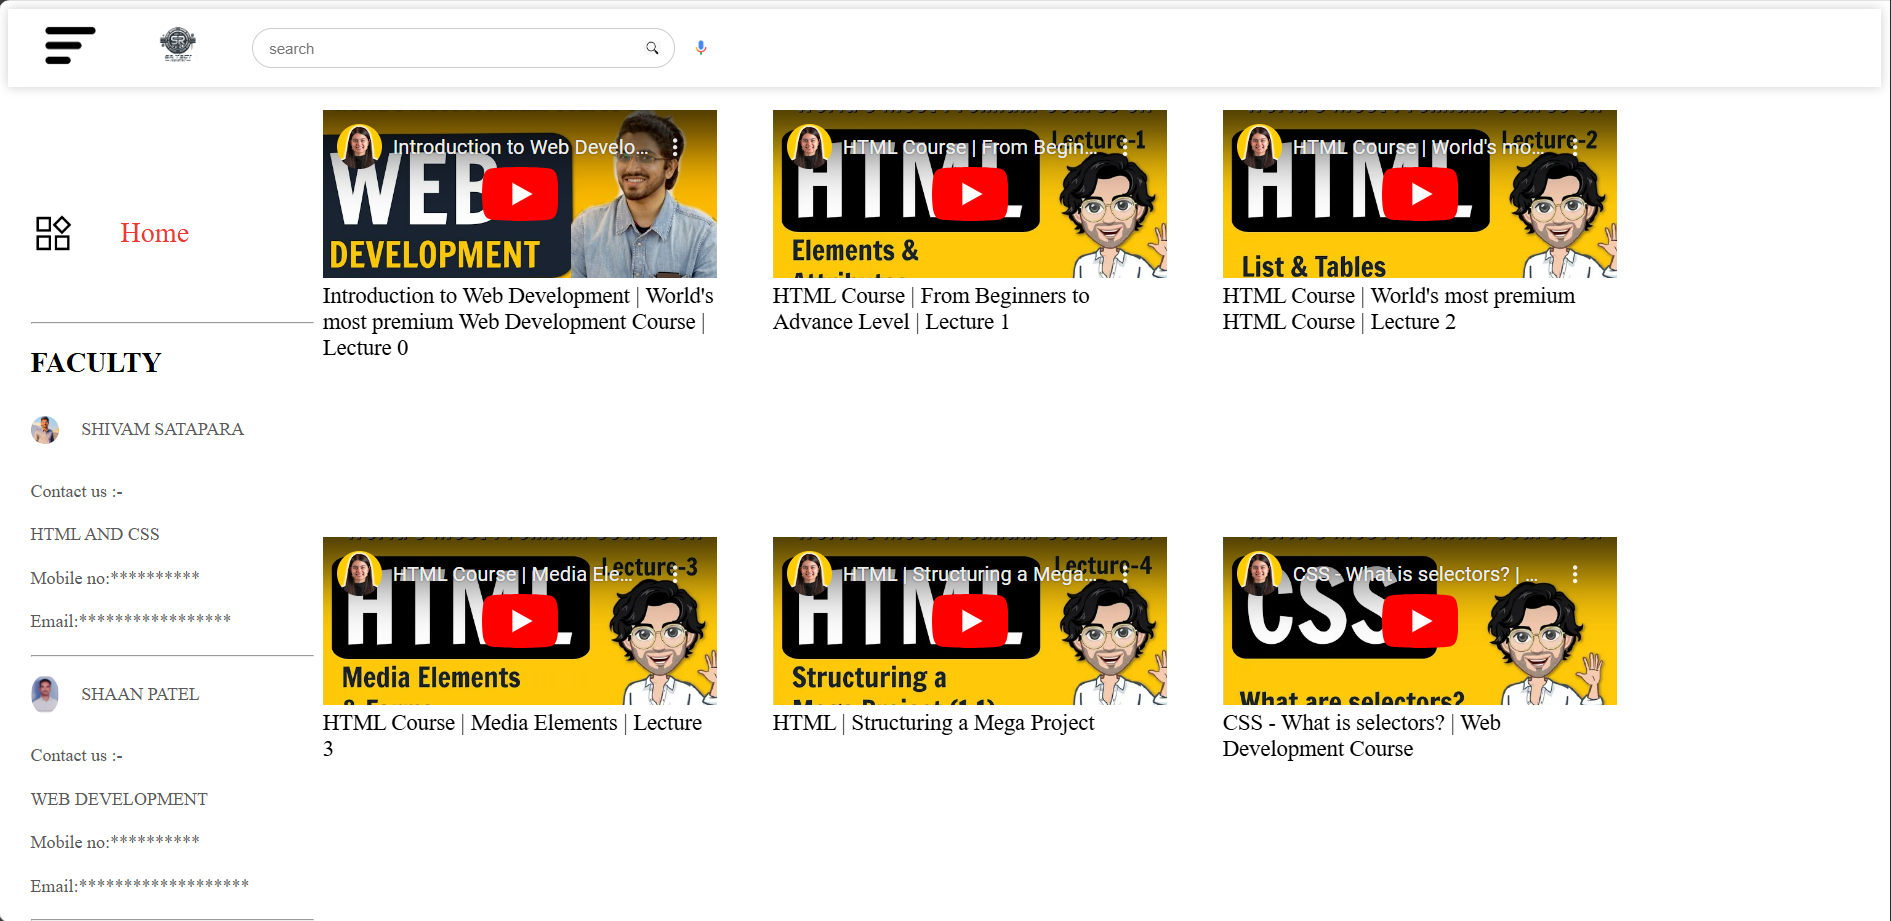 search
Home
FACULTY
SHIVAM SATAPARA
Contact us :-
HTML AND CSS
Mobile no:**********
Email:*****************
SHAAN PATEL
Contact us :-
WEB DEVELOPMENT
Mobile no:**********
Email:*******************
Introduction to Web Develo...
WEB
DEVELOPMENT
Introduction to Web Development | World's
most premium Web Development Course |
Lecture 0
Lecture-1
HTML Course | From Begin...
HTML
Elements &
Attributes
HTML Course | From Beginners to
Advance Level | Lecture 1
Lecture-2
HTML Course | World's mo...
HTML
List & Tables
HTML Course | World's most premium
HTML Course | Lecture 2
Lecture-3
HTML Course | Media Ele...
HTML
Media Elements
& Forms
HTML Course | Media Elements | Lecture
3
Lecture-4
HTML | Structuring a Mega...
HTML
Structuring a
Mega Project (1.1)
HTML | Structuring a Mega Project
CSS - What is selectors? | ...
CSS
What are selectors?
CSS - What is selectors? | Web
Development Course